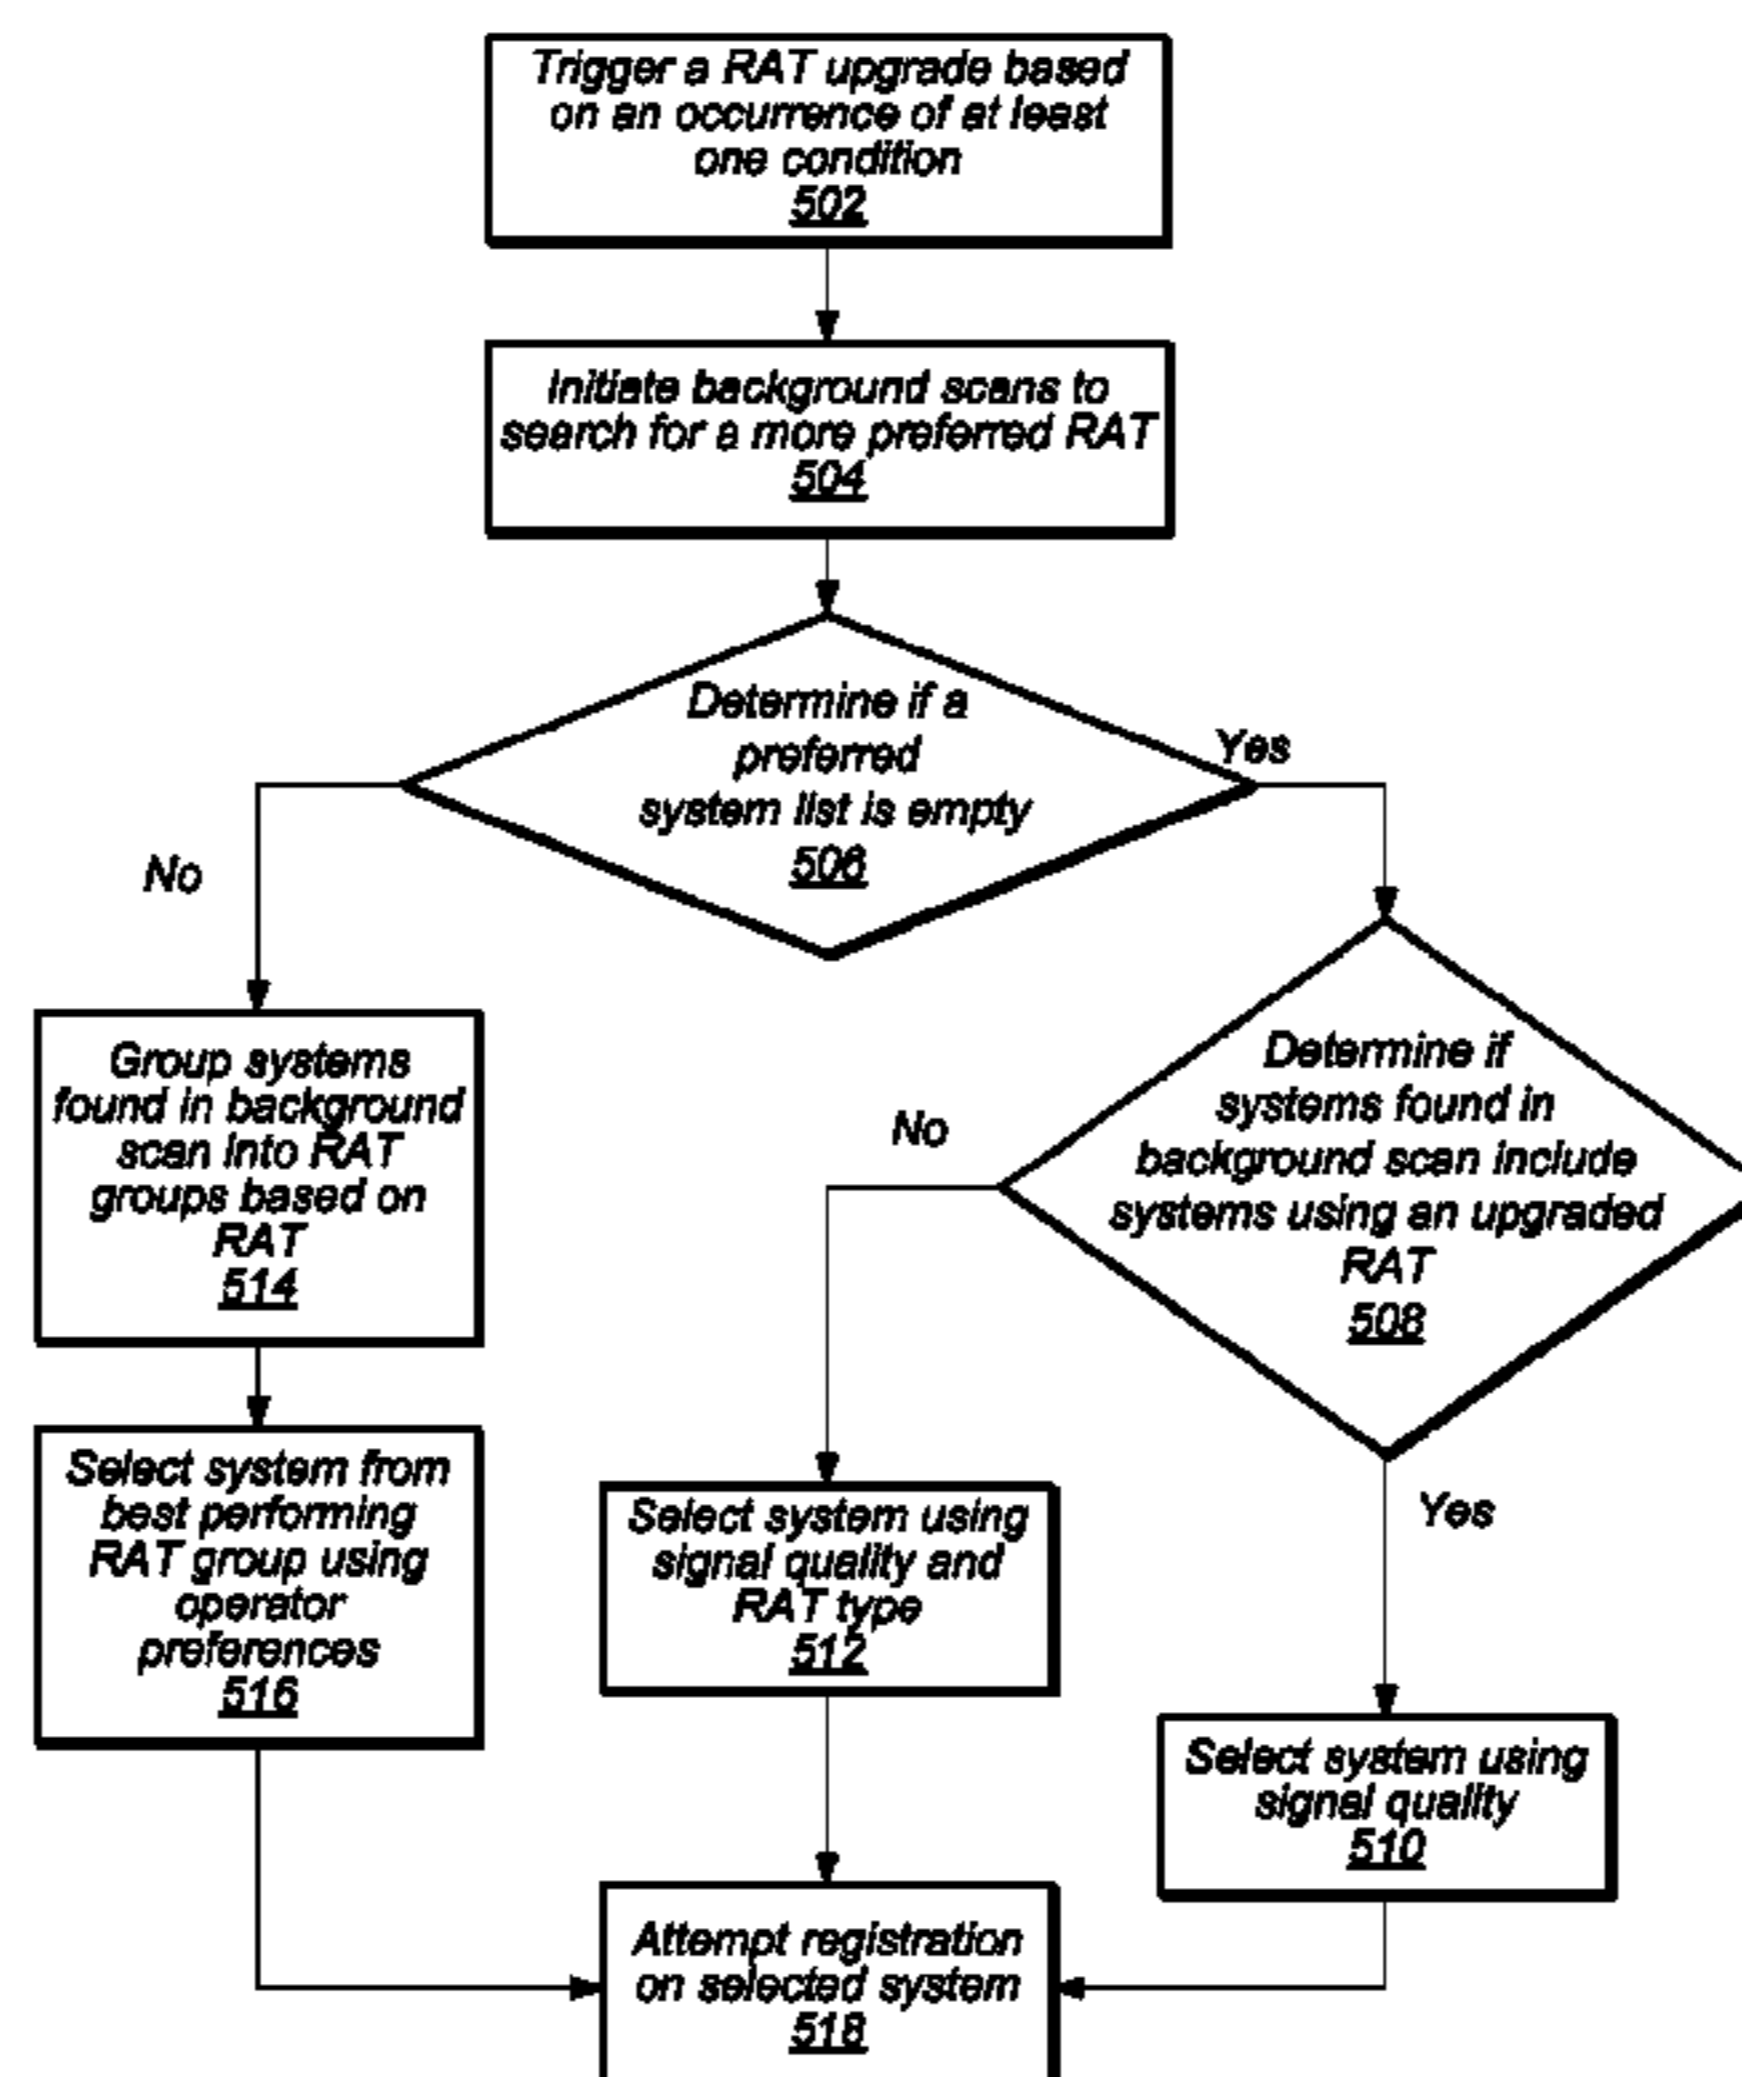 Trigger a RAT upgrade based
on an occurrence of at least
one condition
502
Initiate background scans to
search for a more preferred RAT
504
Determine if a
preferred
system list is empty
506
Yes
No
Group systems
found in background
scan into RAT
groups based on
RAT
514
Determine if
systems found in
background scan include
systems using an upgraded
RAT
508
No
Yes
Select system from
best performing
RAT group using
operator
preferences
516
Select system using
signal quality and
RAT type
512
Select system using
signal quality
510
Attempt registration
on selected system
518